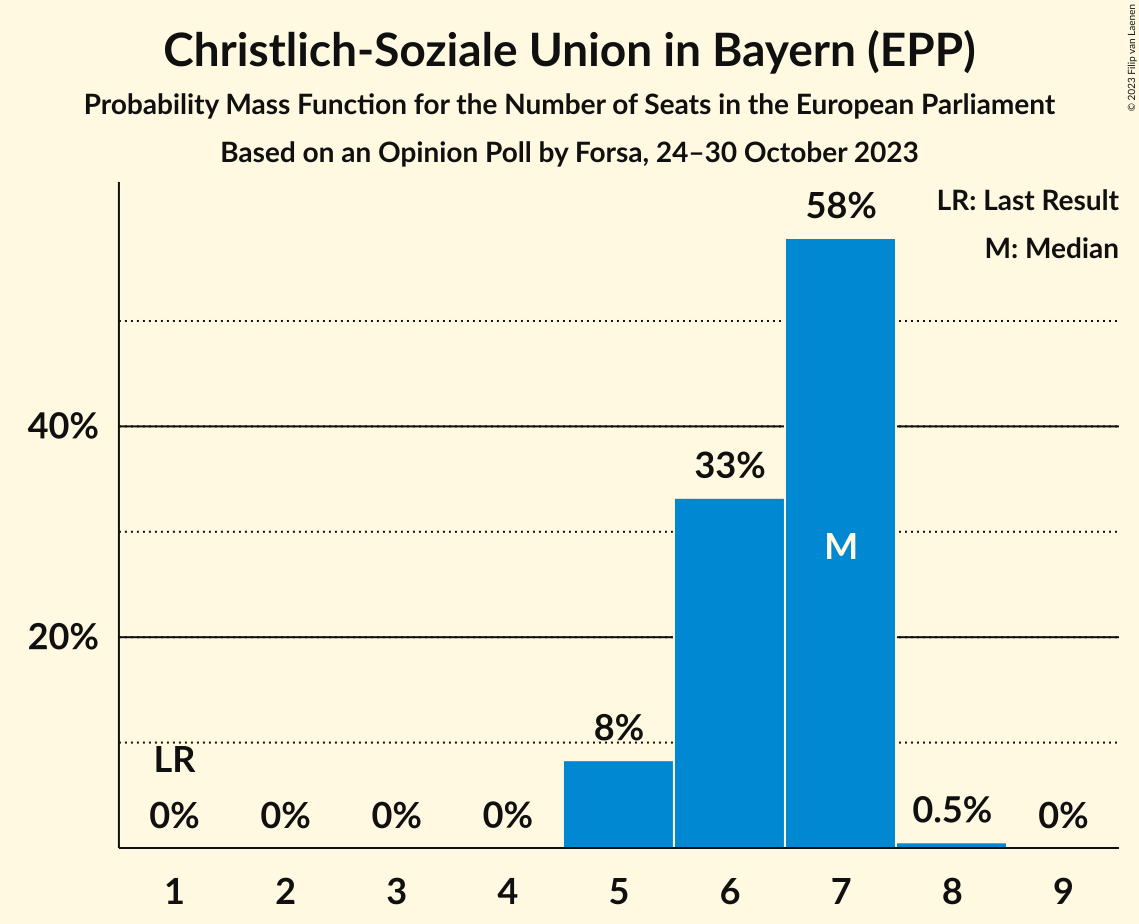 Christlich-Soziale Union in Bayern (EPP)
Probability Mass Function for the Number of Seats in the European Parliament
Based on an Opinion Poll by Forsa, 24–30 October 2023
© 2023 Filip van Laenen
LR: Last Result
M: Median
58%
40%
33%
M
20%
8%
LR
0% 0% 0% 0% 0.5% 0%
1 2 3 4 5 6 7 8 9